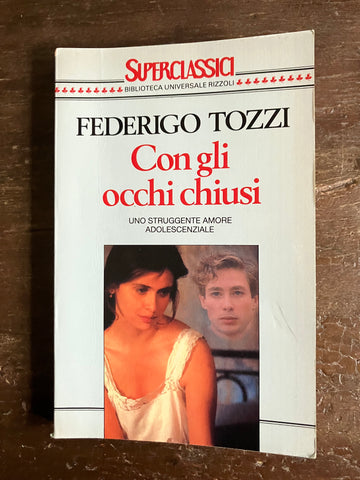 SUPERCLASSICI
BIBLIOTECA UNIVERSALE RIZZOLI
FEDERIGO TOZZI
Con gli
occhi chiusi
UNO STRUGGENTE AMORE
ADOLESCENZIALE